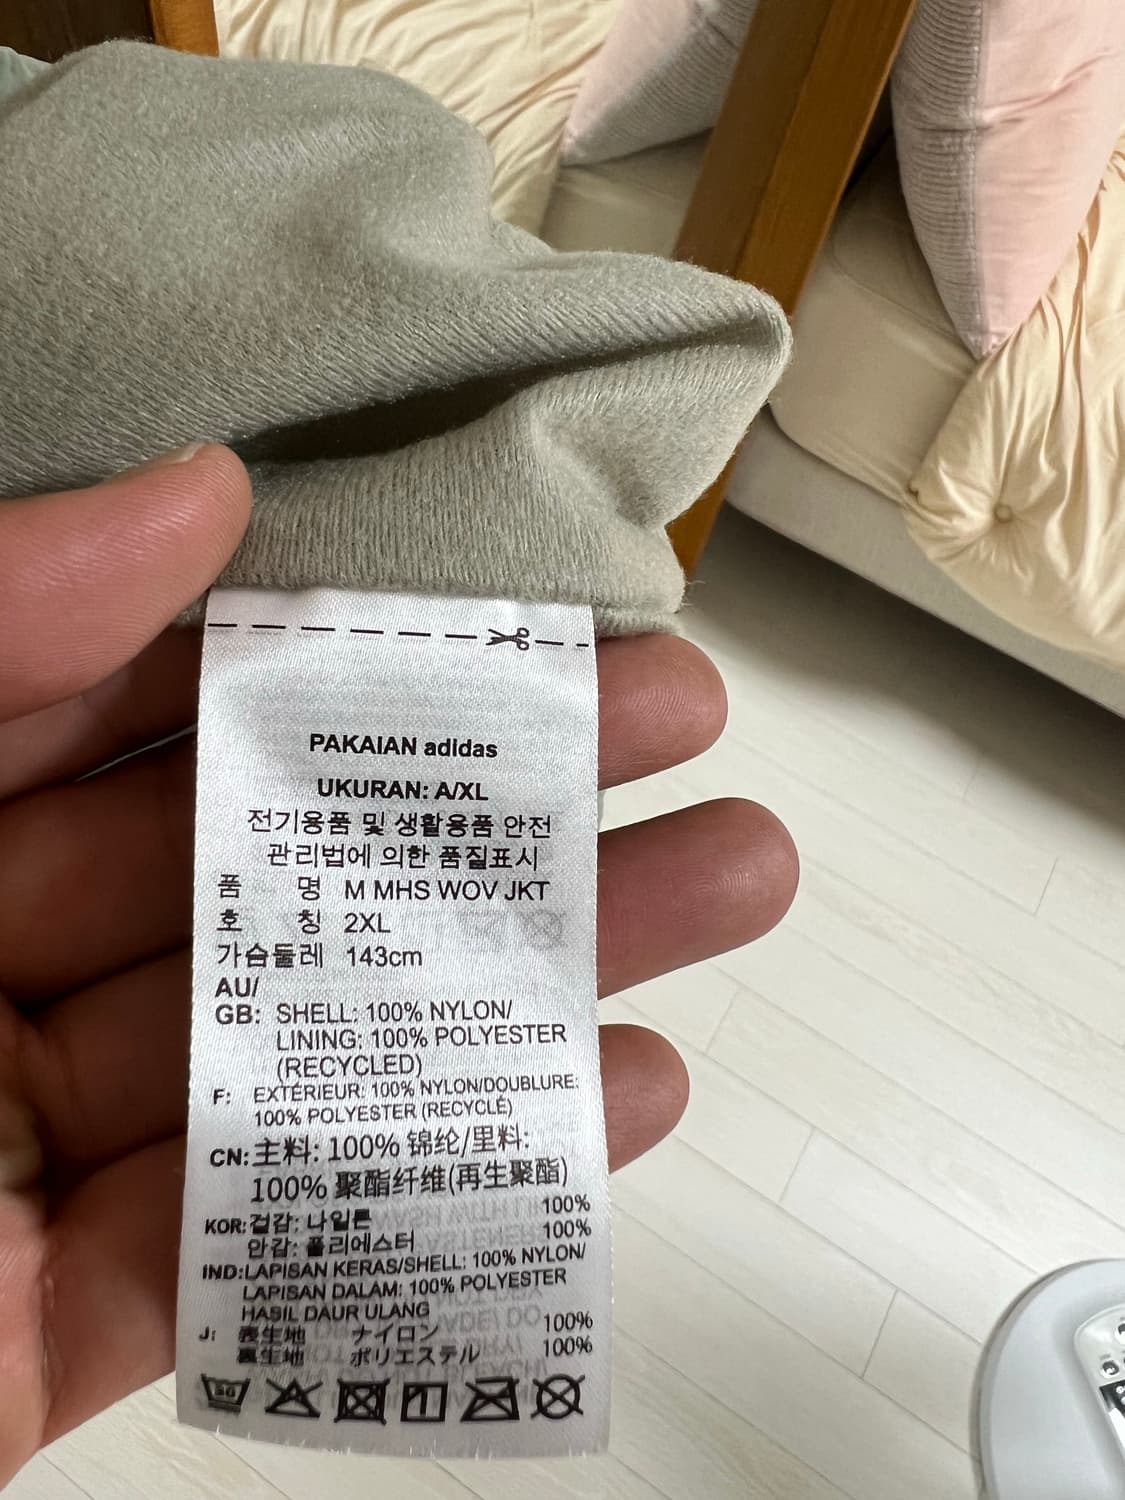 PAKAIAN adidas
UKURAN: A/XL
전기용품 및 생활용품 안전
관리법에 의한 품질표시
품 명 M MHS WOV JKT
호 칭 2XL
가슴둘레 143cm
AU/
GB: SHELL: 100% NYLON/
LINING: 100% POLYESTER
(RECYCLED)
F: EXTÉRIEUR: 100% NYLON/DOUBLURE:
100% POLYESTER (RECYCLÉ)
CN: 主料: 100% 锦纶/里料:
100% 聚酯纤维(再生聚酯)
KOR: 겉감: 나일론 100%
안감: 폴리에스터 100%
IND: LAPISAN KERAS/SHELL: 100% NYLON/
LAPISAN DALAM: 100% POLYESTER
HASIL DAUR ULANG
J: 表生地 ナイロン 100%
裏生地 ポリエステル 100%
30